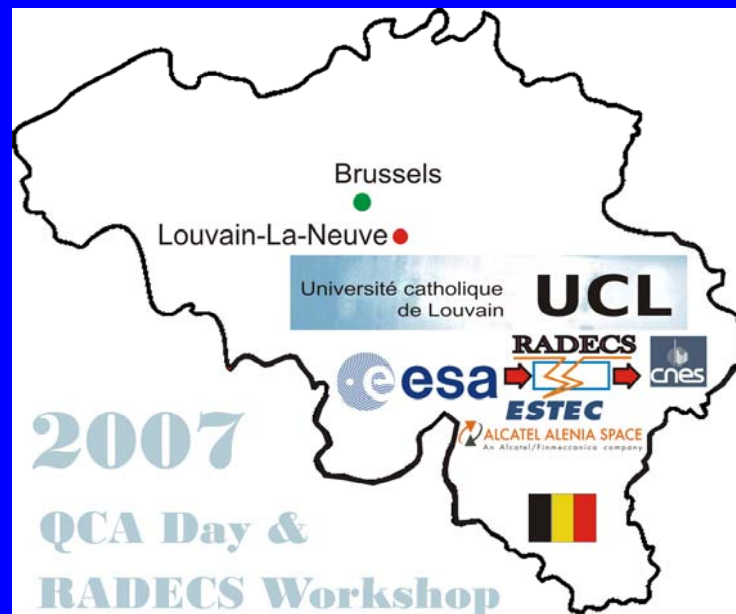 Brussels
Louvain-La-Neuve
Université catholique
de Louvain
UCL
esa
RADECS
cnes
ESTEC
ALCATEL ALENIA SPACE
An Alcatel/Finmeccanica company
2007
QCA Day &
RADECS Workshop